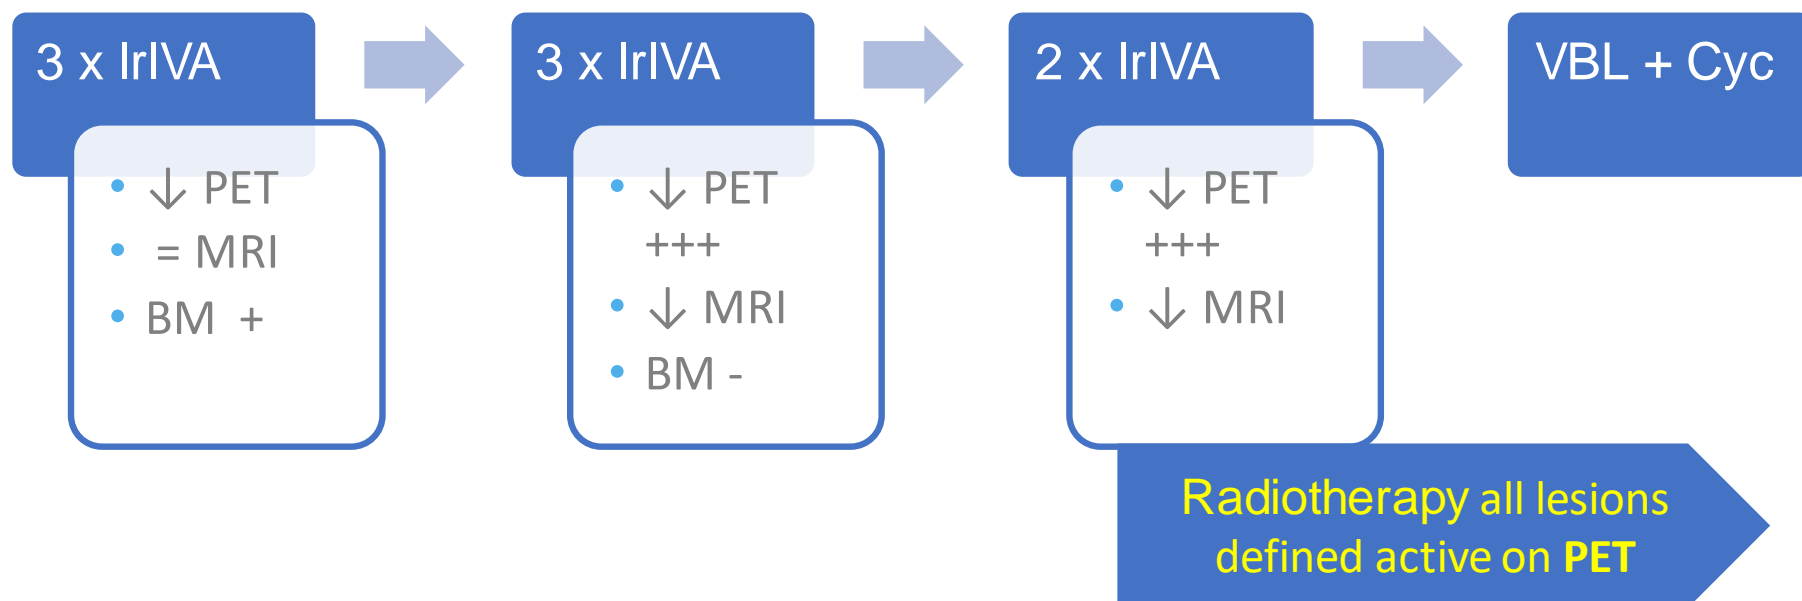 3 x IrIVA
• ↓ PET
• = MRI
• BM +
3 x IrIVA
• ↓ PET
+++
• ↓ MRI
• BM -
2 x IrIVA
• ↓ PET
+++
• ↓ MRI
VBL + Cyc
Radiotherapy all lesions
defined active on PET